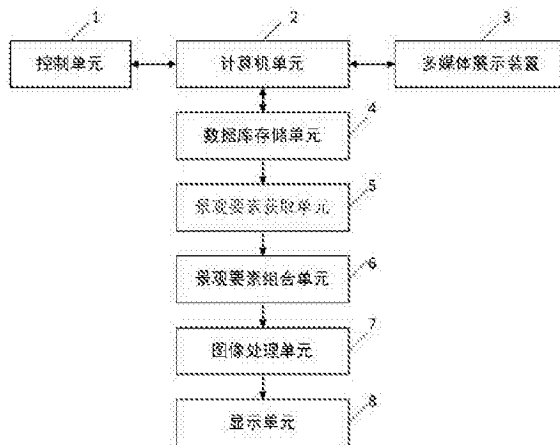 1
2
3
控制单元
计算机单元
多媒体展示装置
4
数据库存储单元
5
景观要素获取单元
6
景观要素组合单元
7
图像处理单元
8
显示单元